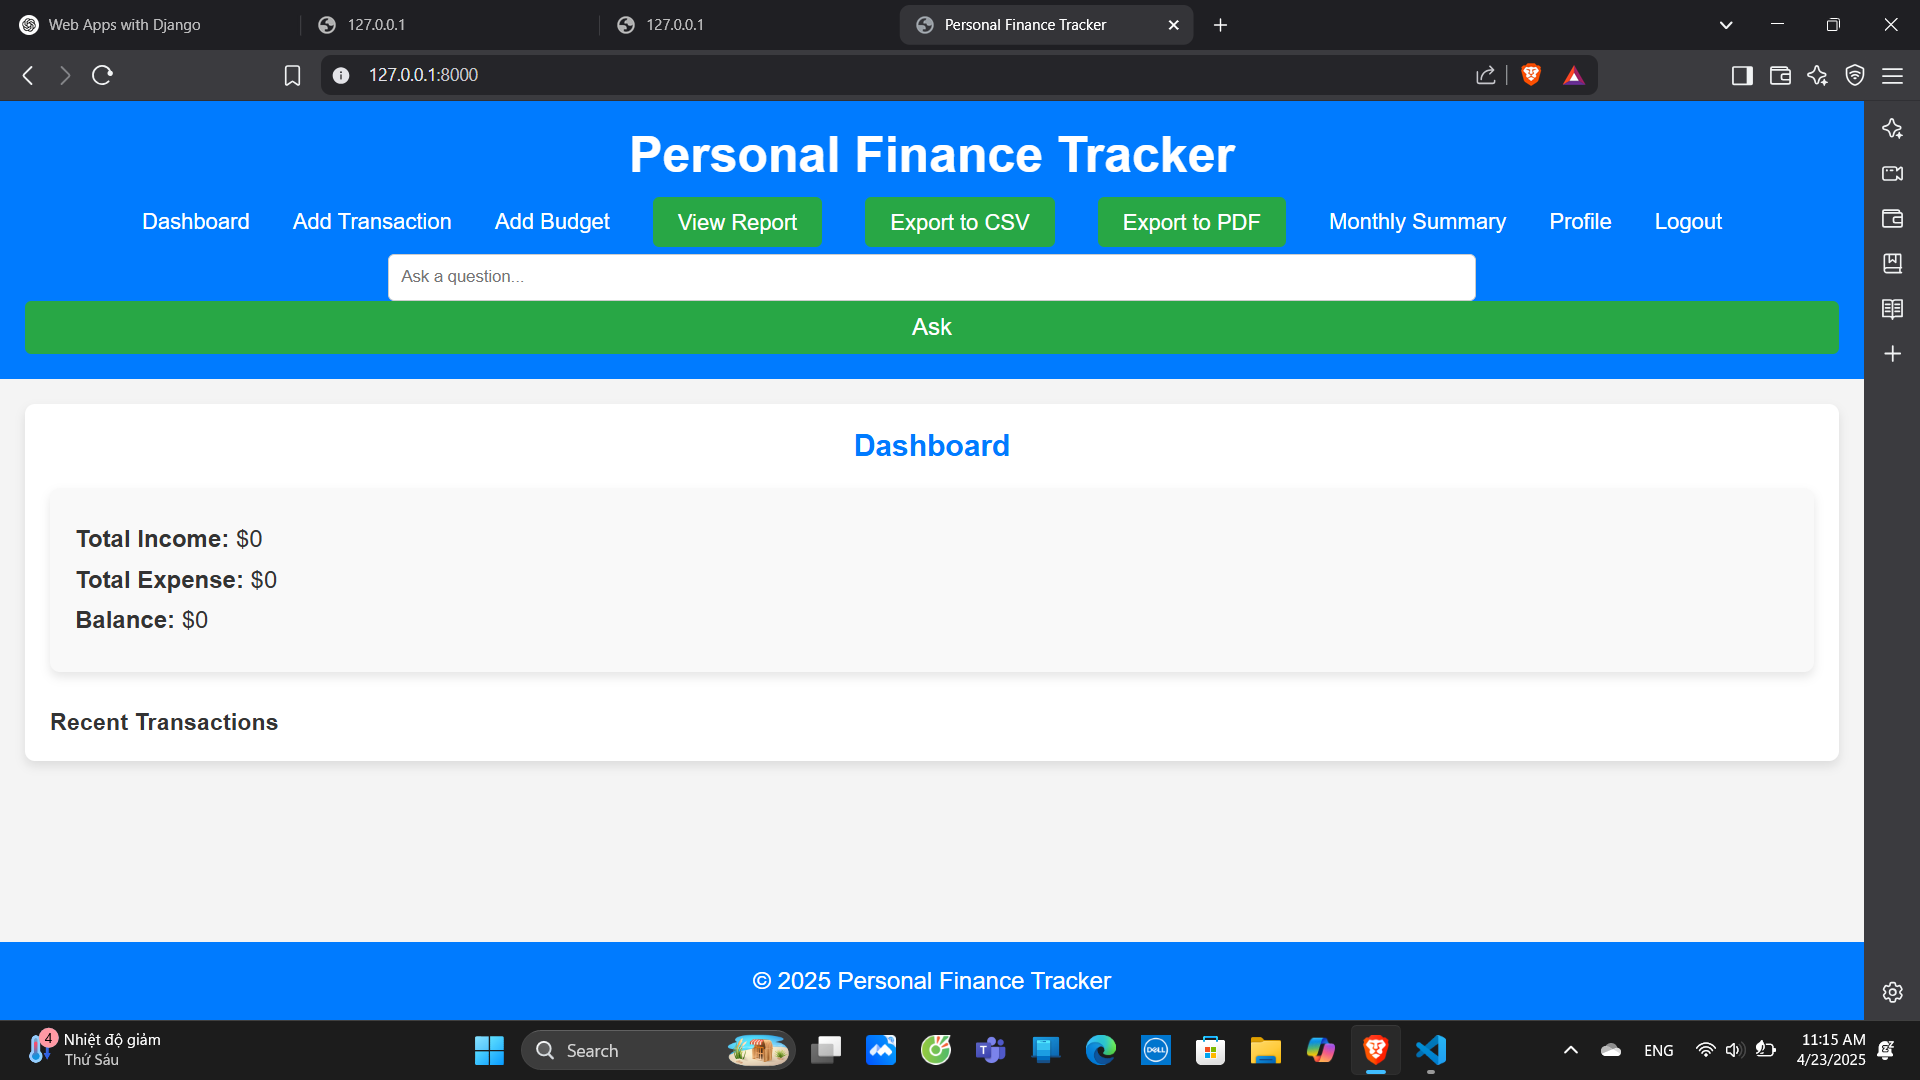 Web Apps with Django
127.0.0.1
127.0.0.1
Personal Finance Tracker
127.0.0.1:8000
Personal Finance Tracker
Dashboard Add Transaction Add Budget View Report Export to CSV Export to PDF Monthly Summary Profile Logout
Ask a question...
Ask
Dashboard
Total Income: $0
Total Expense: $0
Balance: $0
Recent Transactions
© 2025 Personal Finance Tracker
4
Nhiệt độ giảm
Thứ Sáu
Search
DELL
ENG
11:15 AM
4/23/2025